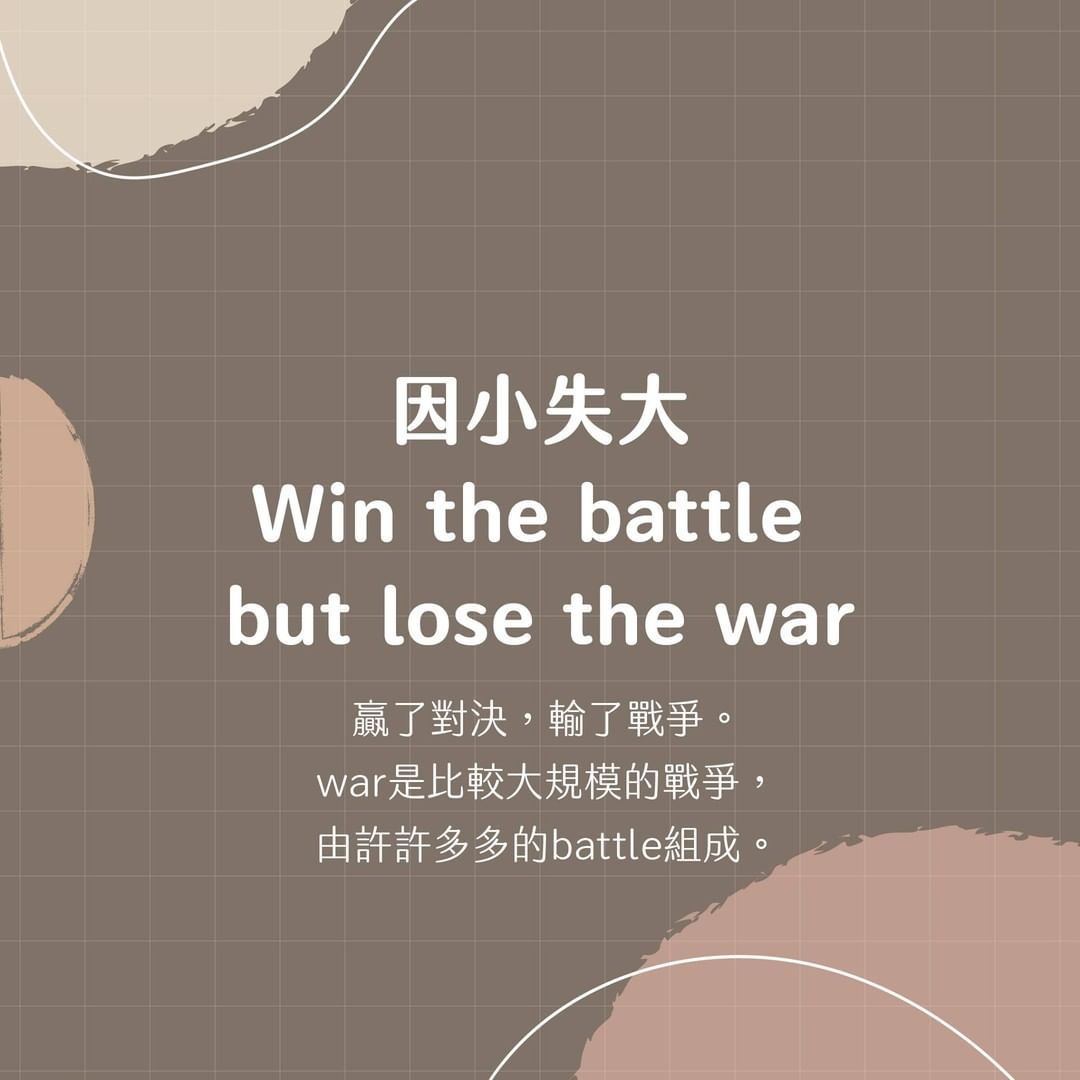 因小失大
Win the battle
but lose the war
贏了對決，輸了戰爭。
war是比較大規模的戰爭，
由許許多多的battle組成。